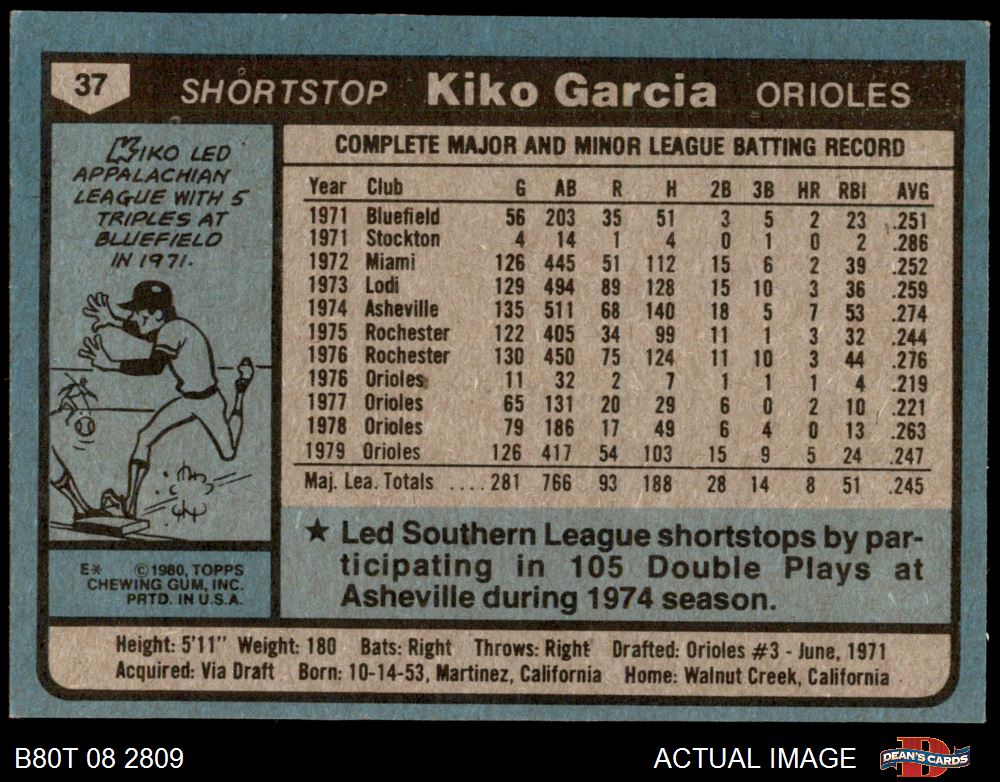 37 SHORTSTOP Kiko Garcia ORIOLES
KIKO LED
APPALACHIAN
LEAGUE WITH 5
TRIPLES AT
BLUEFIELD
IN 1971.
COMPLETE MAJOR AND MINOR LEAGUE BATTING RECORD
Year Club G AB R H 2B 3B HR RBI AVG
1971 Bluefield 56 203 35 51 3 5 2 23 .251
1971 Stockton 4 14 1 4 0 1 0 2 .286
1972 Miami 126 445 51 112 15 6 2 39 .252
1973 Lodi 129 494 89 128 15 10 3 36 .259
1974 Asheville 135 511 68 140 18 5 7 53 .274
1975 Rochester 122 405 34 99 11 1 3 32 .244
1976 Rochester 130 450 75 124 11 10 3 44 .276
1976 Orioles 11 32 2 7 1 1 1 4 .219
1977 Orioles 65 131 20 29 6 0 2 10 .221
1978 Orioles 79 186 17 49 6 4 0 13 .263
1979 Orioles 126 417 54 103 15 9 5 24 .247
Maj. Lea. Totals ....281 766 93 188 28 14 8 51 .245
★ Led Southern League shortstops by par-
ticipating in 105 Double Plays at
Asheville during 1974 season.
E* ©1980, TOPPS
CHEWING GUM, INC.
PRTD. IN U.S.A.
Height: 5'11" Weight: 180 Bats: Right Throws: Right Drafted: Orioles #3 - June, 1971
Acquired: Via Draft Born: 10-14-53, Martinez, California Home: Walnut Creek, California
B80T 08 2809 ACTUAL IMAGE DEAN'S CARDS